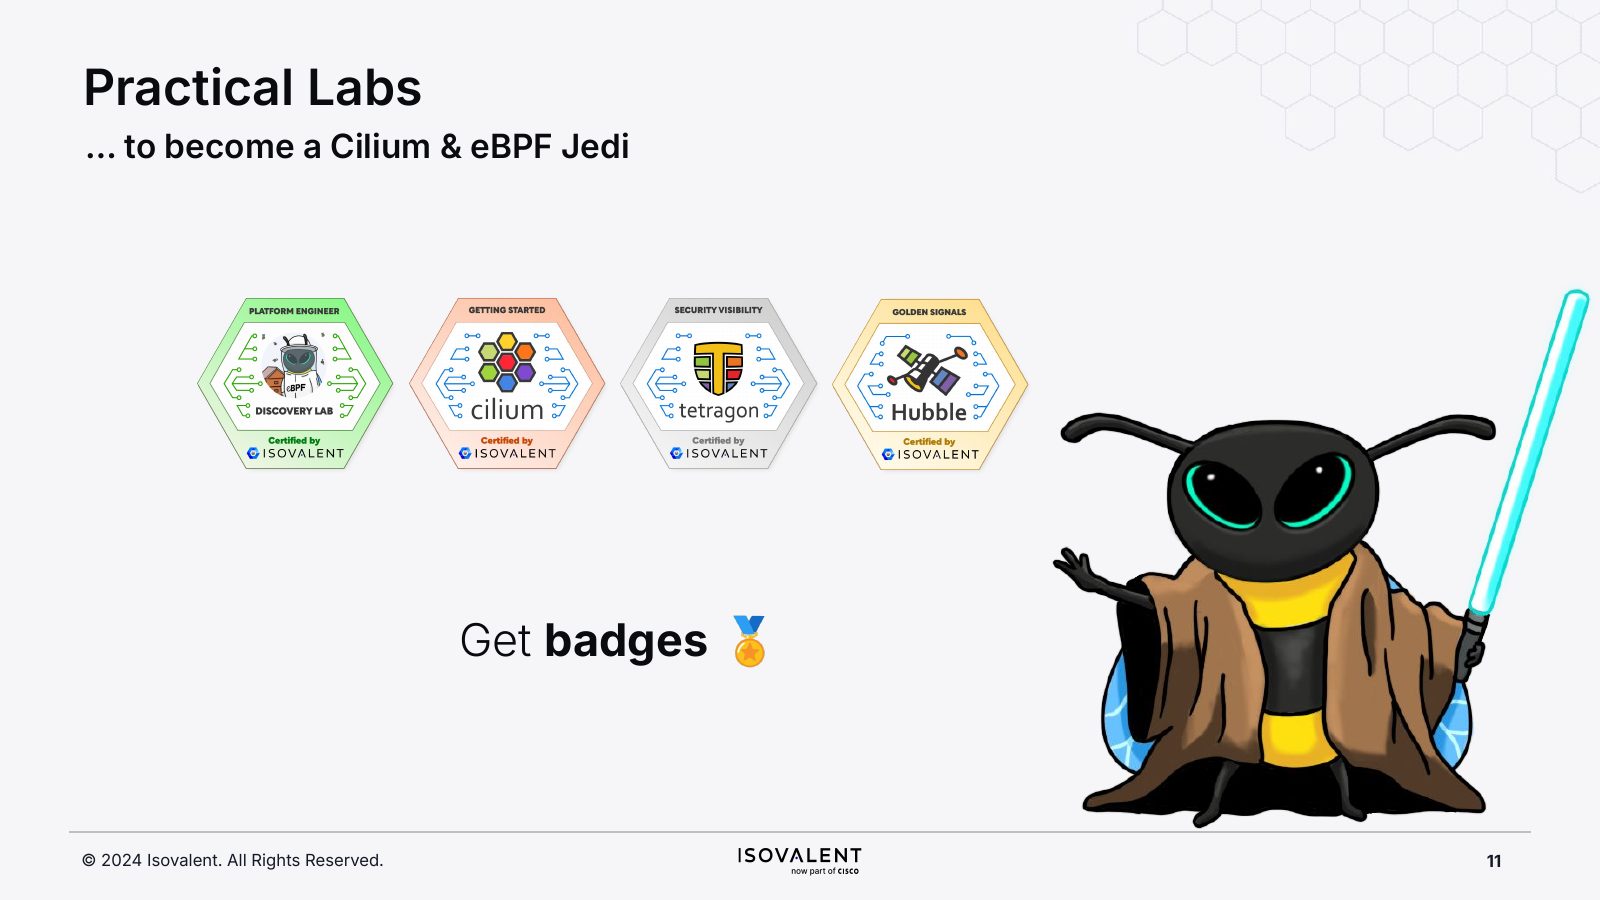 Practical Labs
... to become a Cilium & eBPF Jedi
PLATFORM ENGINEER
eBPF
DISCOVERY LAB
Certified by
ISOVALENT
GETTING STARTED
cilium
Certified by
ISOVALENT
SECURITY VISIBILITY
tetragon
Certified by
ISOVALENT
GOLDEN SIGNALS
Hubble
Certified by
ISOVALENT
Get badges 🏅
© 2024 Isovalent. All Rights Reserved.
ISOVALENT
now part of CISCO
11